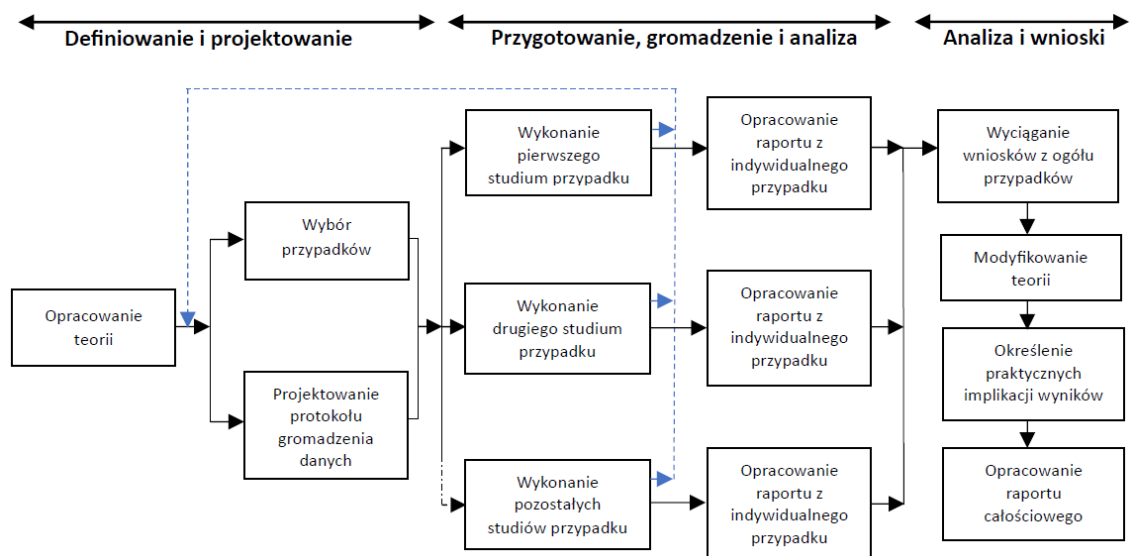 Definiowanie i projektowanie
Przygotowanie, gromadzenie i analiza
Analiza i wnioski
Opracowanie
teorii
Wybór
przypadków
Projektowanie
protokołu
gromadzenia
danych
Wykonanie
pierwszego
studium przypadku
Wykonanie
drugiego studium
przypadku
Wykonanie
pozostałych
studiów przypadku
Opracowanie
raportu z
indywidualnego
przypadku
Opracowanie
raportu z
indywidualnego
przypadku
Opracowanie
raportu z
indywidualnego
przypadku
Wyciąganie
wniosków z ogółu
przypadków
Modyfikowanie
teorii
Określenie
praktycznych
implikacji wyników
Opracowanie
raportu
całościowego